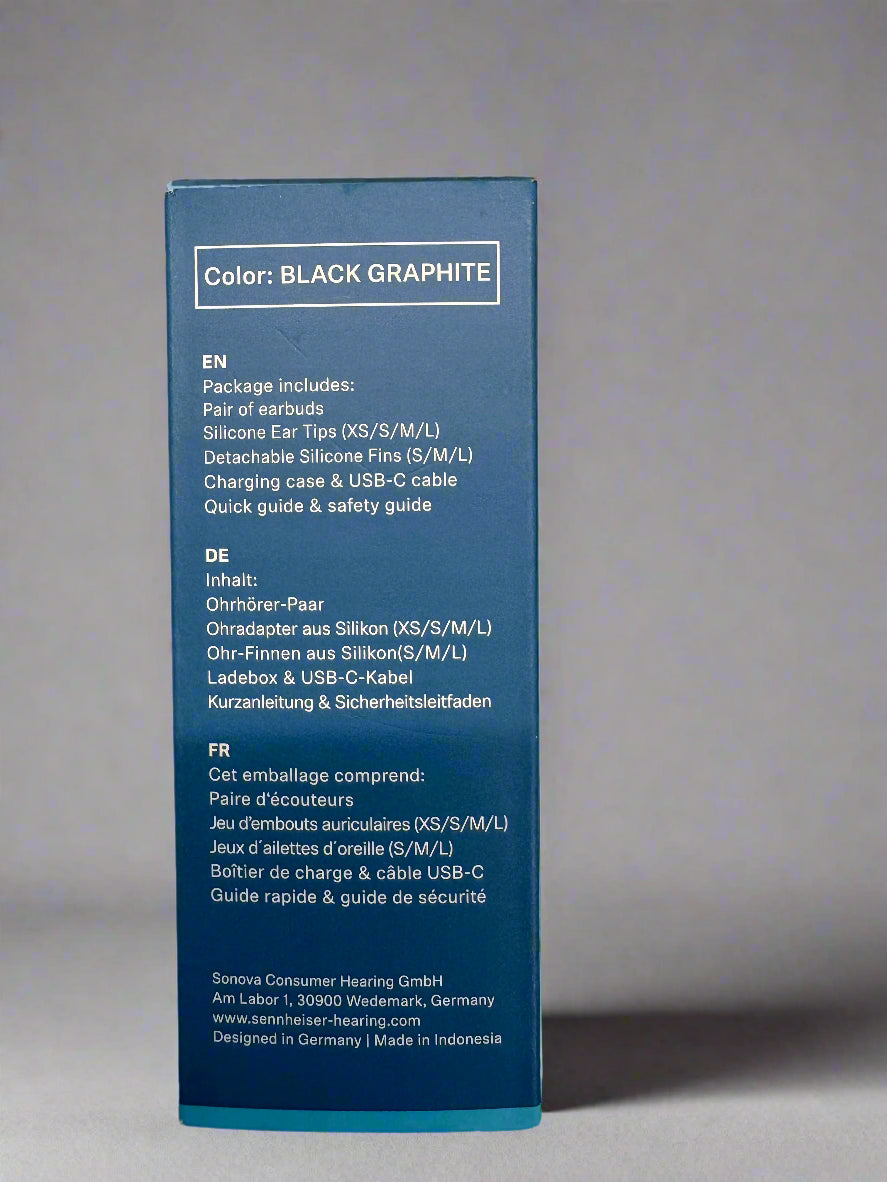 Color: BLACK GRAPHITE
EN
Package includes:
Pair of earbuds
Silicone Ear Tips (XS/S/M/L)
Detachable Silicone Fins (S/M/L)
Charging case & USB-C cable
Quick guide & safety guide
DE
Inhalt:
Ohrhörer-Paar
Ohradapter aus Silikon (XS/S/M/L)
Ohr-Finnen aus Silikon(S/M/L)
Ladebox & USB-C-Kabel
Kurzanleitung & Sicherheitsleitfaden
FR
Cet emballage comprend:
Paire d‘écouteurs
Jeu d’embouts auriculaires (XS/S/M/L)
Jeux d´ailettes d´oreille (S/M/L)
Boîtier de charge & câble USB-C
Guide rapide & guide de sécurité
Sonova Consumer Hearing GmbH
Am Labor 1, 30900 Wedemark, Germany
www.sennheiser-hearing.com
Designed in Germany | Made in Indonesia